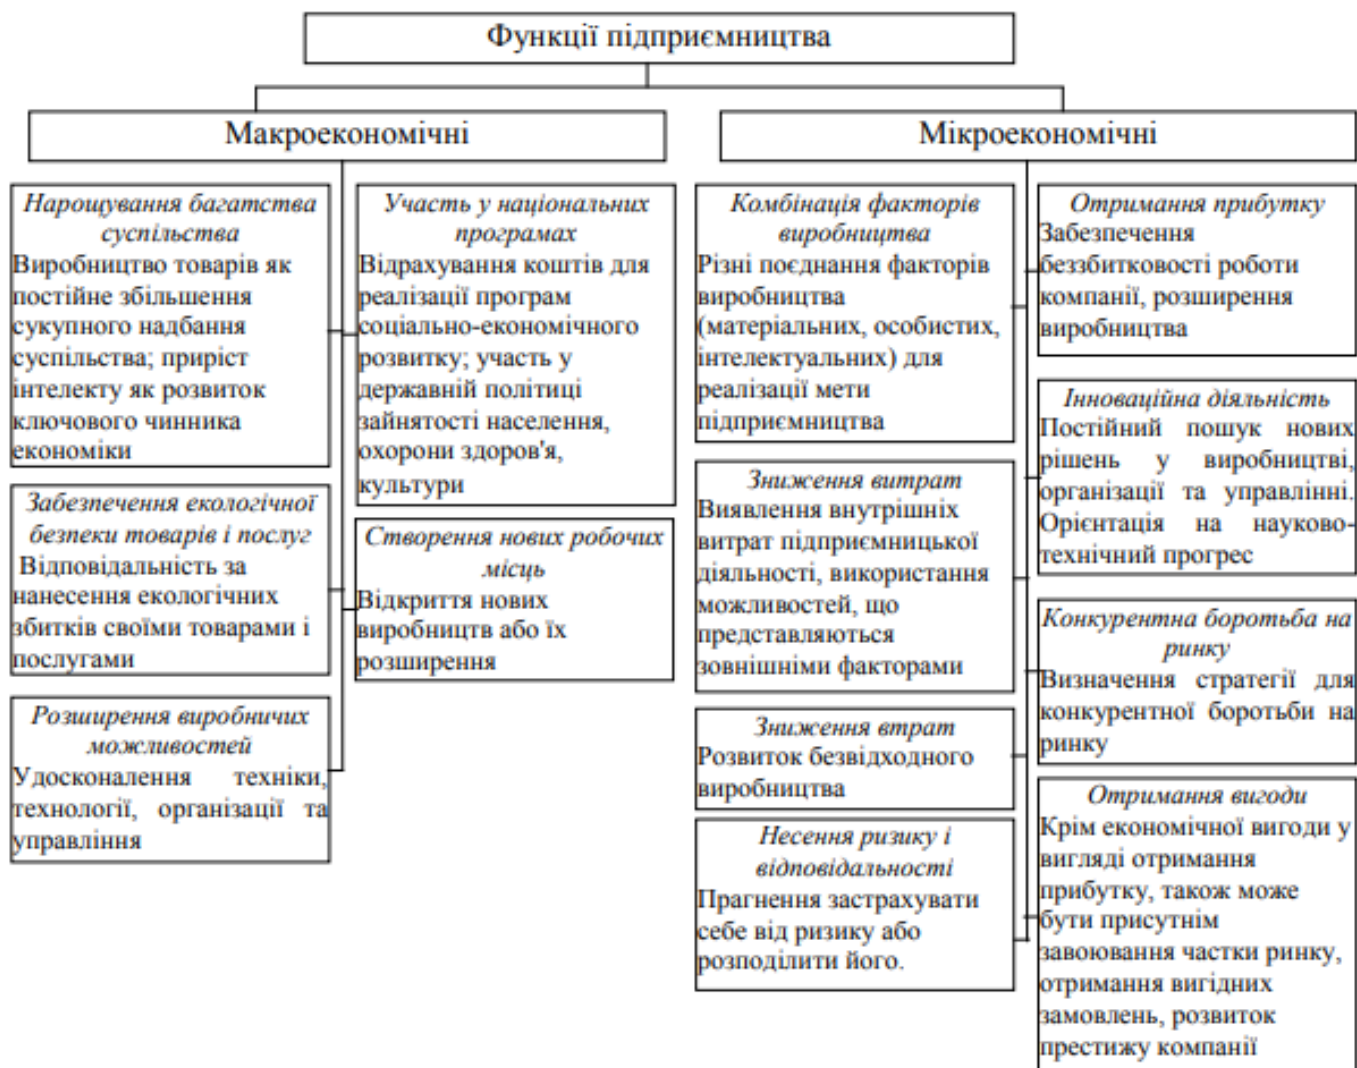 Функції підприємництва
Макроекономічні
Нарощування багатства
суспільства
Виробництво товарів як
постійне збільшення
сукупного надбання
суспільства; приріст
інтелекту як розвиток
ключового чинника
економіки
Участь у національних
програмах
Відрахування коштів для
реалізації програм
соціально-економічного
розвитку; участь у
державній політиці
зайнятості населення,
охорони здоров'я,
культури
Забезпечення екологічної
безпеки товарів і послуг
Відповідальність за
нанесення екологічних
збитків своїми товарами і
послугами
Створення нових робочих
місць
Відкриття нових
виробництв або їх
розширення
Розширення виробничих
можливостей
Удосконалення техніки,
технології, організації та
управління
Мікроекономічні
Комбінація факторів
виробництва
Різні поєднання факторів
виробництва
(матеріальних, особистих,
інтелектуальних) для
реалізації мети
підприємництва
Отримання прибутку
Забезпечення
беззбитковості роботи
компанії, розширення
виробництва
Зниження витрат
Виявлення внутрішніх
витрат підприємницької
діяльності, використання
можливостей, що
представляються
зовнішніми факторами
Інноваційна діяльність
Постійний пошук нових
рішень у виробництві,
організації та управлінні.
Орієнтація на науково-
технічний прогрес
Зниження втрат
Розвиток безвідходного
виробництва
Конкурентна боротьба на
ринку
Визначення стратегії для
конкурентної боротьби на
ринку
Несення ризику і
відповідальності
Прагнення застрахувати
себе від ризику або
розподілити його.
Отримання вигоди
Крім економічної вигоди у
вигляді отримання
прибутку, також може
бути присутнім
завоювання частки ринку,
отримання вигідних
замовлень, розвиток
престижу компанії